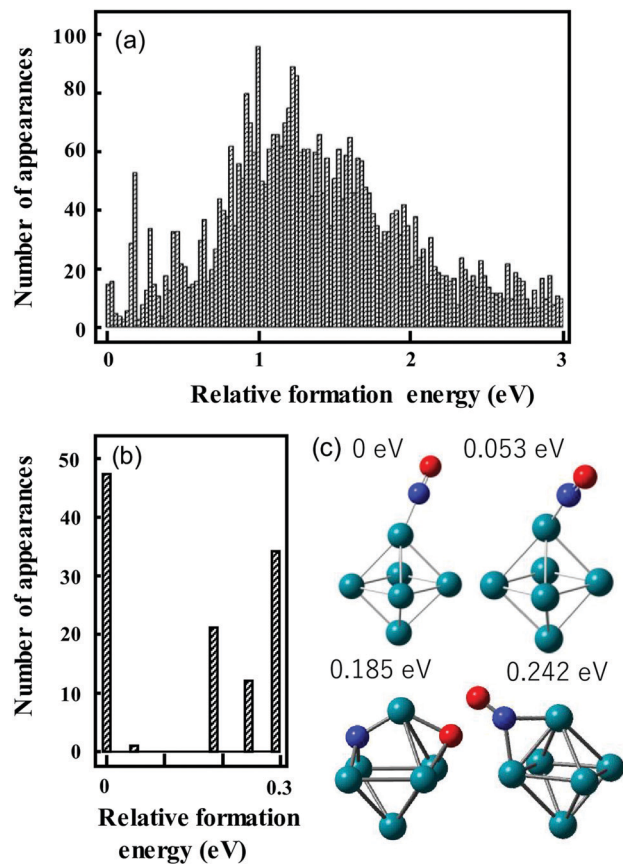 (a)
Number of appearances
100
80
60
40
20
0
0 1 2 3
Relative formation energy (eV)
(b)
Number of appearances
50
40
30
20
10
0
0 0.3
Relative formation
energy (eV)
(c) 0 eV 0.053 eV
0.185 eV 0.242 eV